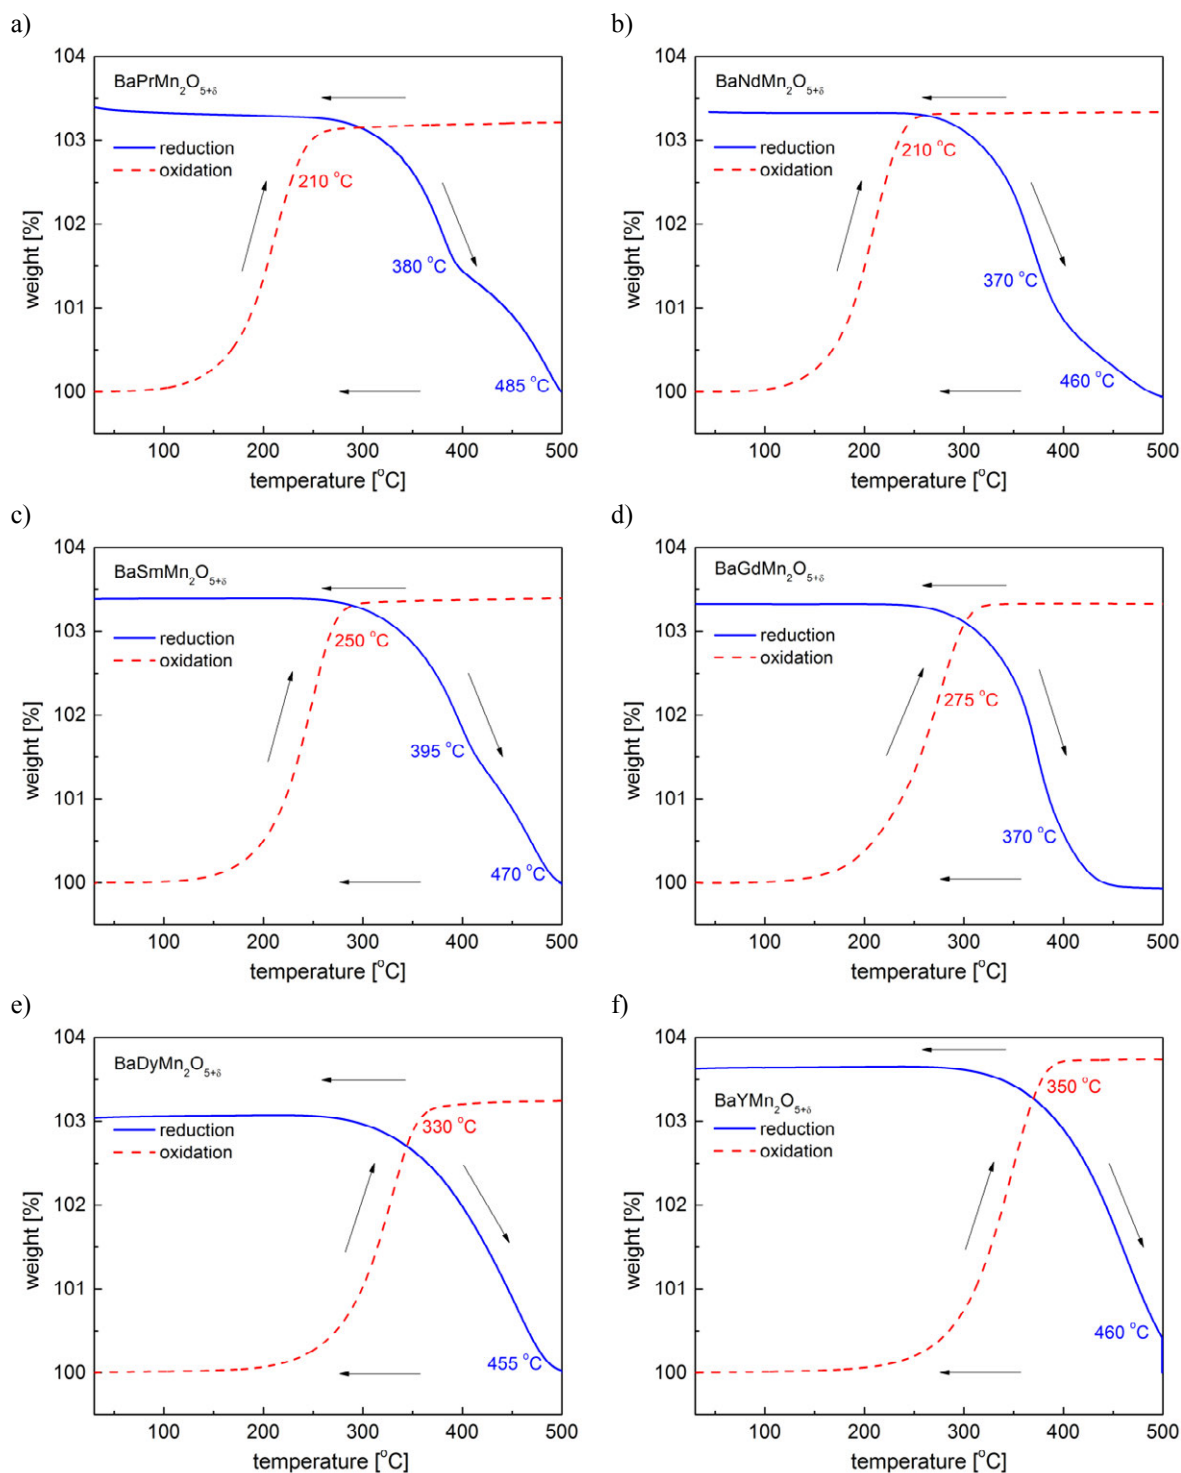 a)
104
103
102
101
100
weight [%]
BaPrMn₂O₅₊δ
reduction
oxidation
210 °C
380 °C
485 °C
100 200 300 400 500
temperature [°C]
b)
104
103
102
101
100
weight [%]
BaNdMn₂O₅₊δ
reduction
oxidation
210 °C
370 °C
460 °C
100 200 300 400 500
temperature [°C]
c)
104
103
102
101
100
weight [%]
BaSmMn₂O₅₊δ
reduction
oxidation
250 °C
395 °C
470 °C
100 200 300 400 500
temperature [°C]
d)
104
103
102
101
100
weight [%]
BaGdMn₂O₅₊δ
reduction
oxidation
275 °C
370 °C
100 200 300 400 500
temperature [°C]
e)
104
103
102
101
100
weight [%]
BaDyMn₂O₅₊δ
reduction
oxidation
330 °C
455 °C
100 200 300 400 500
temperature [°C]
f)
104
103
102
101
100
weight [%]
350 °C
BaYMn₂O₅₊δ
reduction
oxidation
460 °C
100 200 300 400 500
temperature [°C]